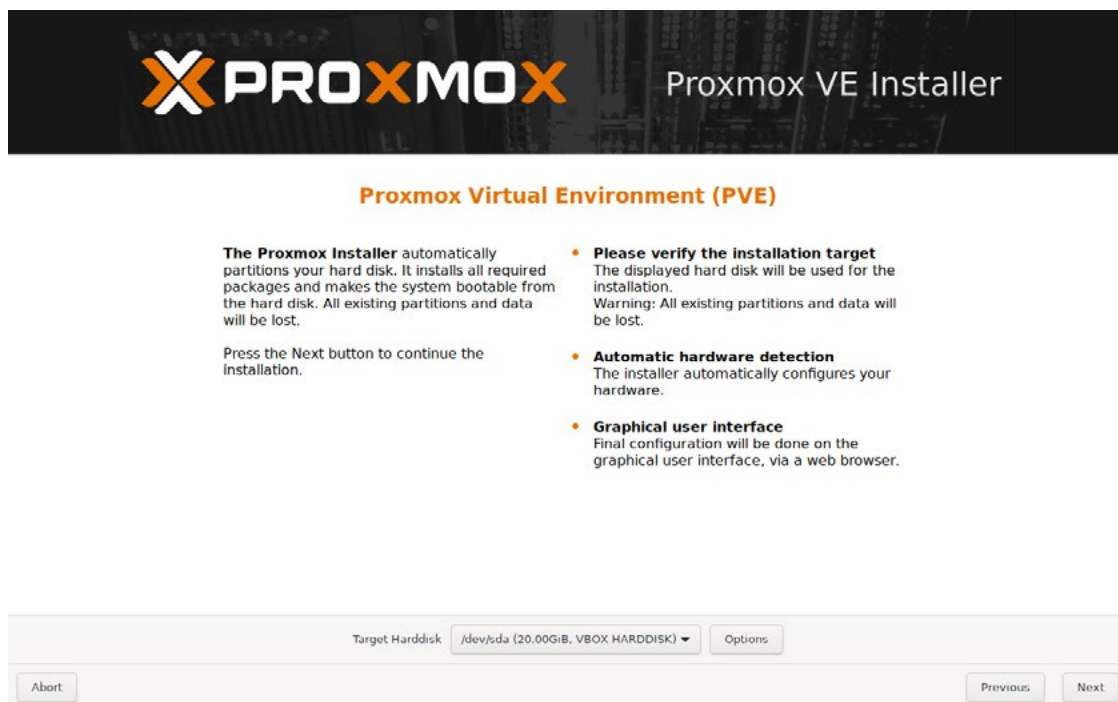 PROXMOX
Proxmox VE Installer
Proxmox Virtual Environment (PVE)
The Proxmox Installer automatically
partitions your hard disk. It installs all required
packages and makes the system bootable from
the hard disk. All existing partitions and data
will be lost.
Press the Next button to continue the
installation.
Please verify the installation target
The displayed hard disk will be used for the
installation.
Warning: All existing partitions and data will
be lost.
Automatic hardware detection
The installer automatically configures your
hardware.
Graphical user interface
Final configuration will be done on the
graphical user interface, via a web browser.
Target Harddisk /dev/sda (20.00GiB, VBOX HARDDISK) Options
Abort Previous Next